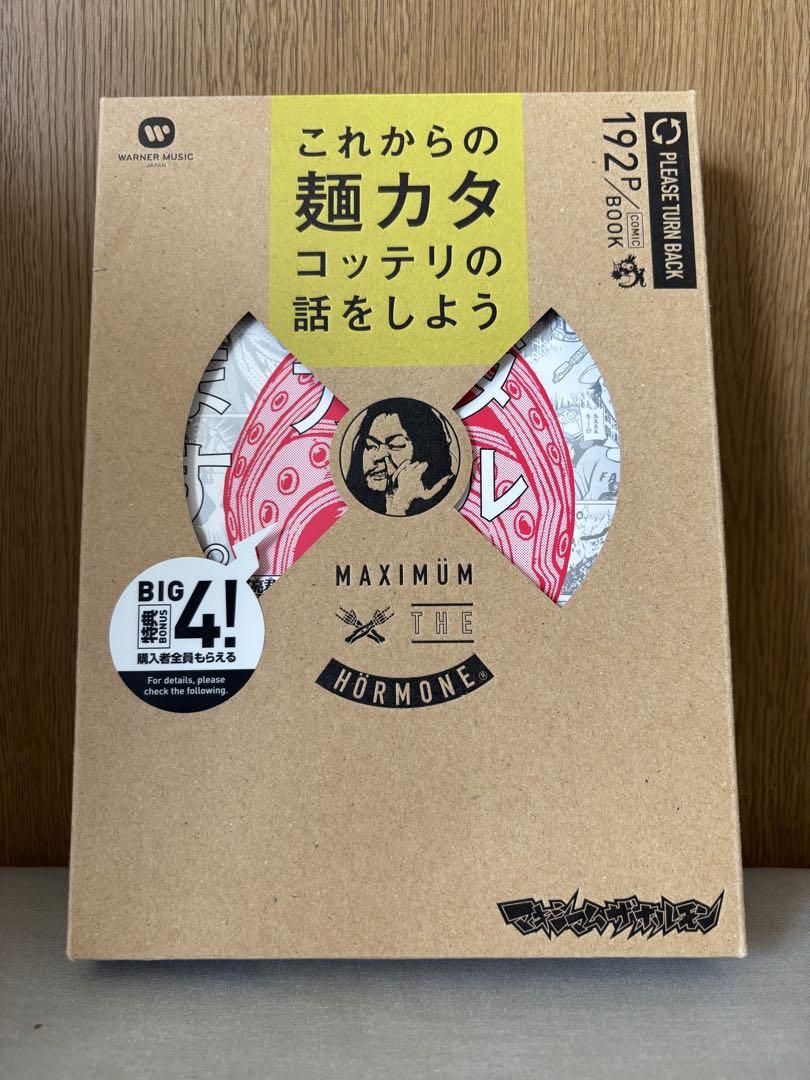 WARNER MUSIC
JAPAN
これからの
麺カタ
コッテリの
話をしよう
PLEASE TURN BACK
192P/COMIC BOOK
メ
レ
BIG
特典
BONUS
4!
購入者全員もらえる
For details, please
check the following.
MAXIMÜM
THE
HÖRMONE®
マキシマムザホルモン